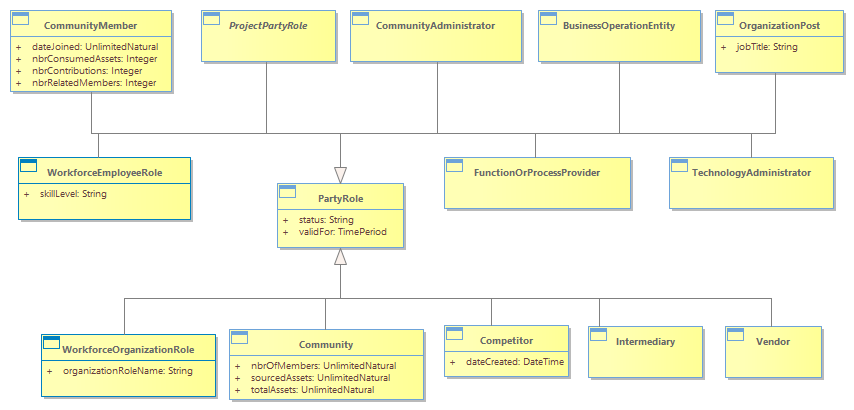 CommunityMember
+ dateJoined: UnlimitedNatural
+ nbrConsumedAssets: Integer
+ nbrContributions: Integer
+ nbrRelatedMembers: Integer
ProjectPartyRole
CommunityAdministrator
BusinessOperationEntity
OrganizationPost
+ jobTitle: String
WorkforceEmployeeRole
+ skillLevel: String
PartyRole
+ status: String
+ validFor: TimePeriod
FunctionOrProcessProvider
TechnologyAdministrator
WorkforceOrganizationRole
+ organizationRoleName: String
Community
+ nbrOfMembers: UnlimitedNatural
+ sourcedAssets: UnlimitedNatural
+ totalAssets: UnlimitedNatural
Competitor
+ dateCreated: DateTime
Intermediary
Vendor